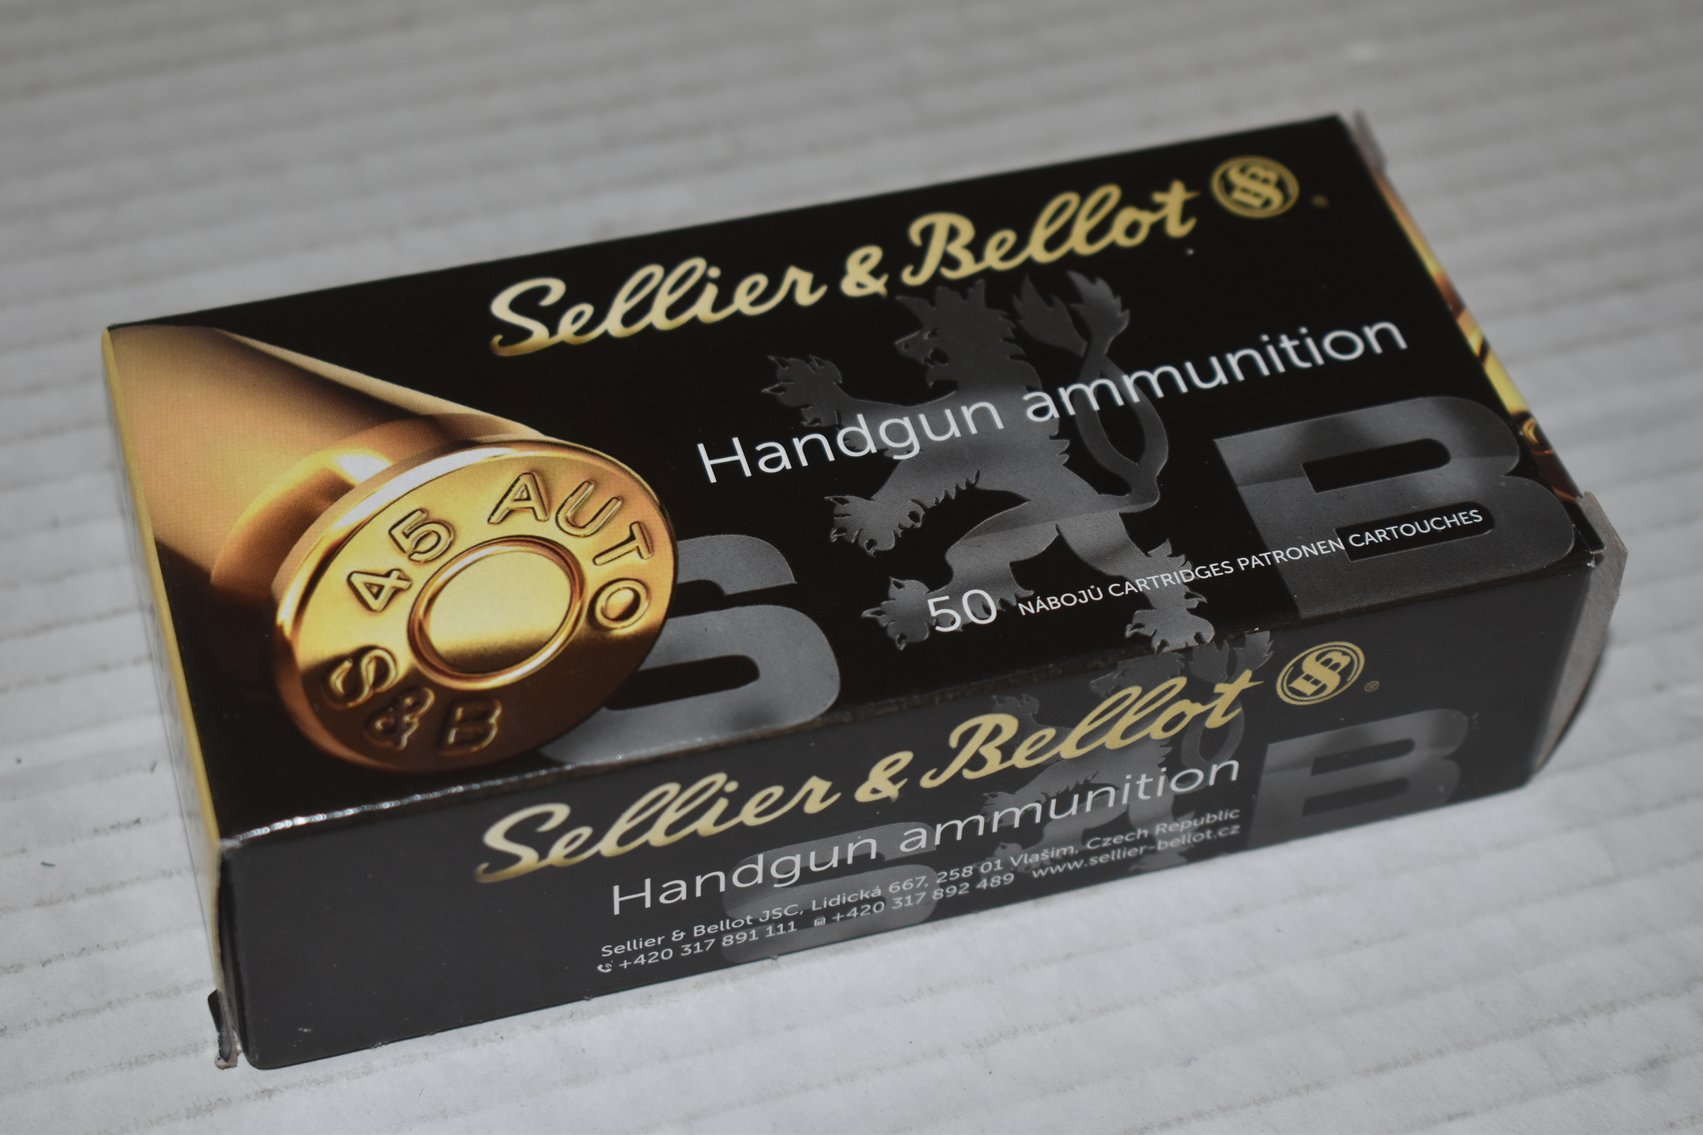 Sellier & Bellot S&B ®
Handgun ammunition
S&B 45 AUTO
S B
50 NÁBOJŮ CARTRIDGES PATRONEN CARTOUCHES
Sellier & Bellot S&B ®
Handgun ammunition
S B
Sellier & Bellot JSC, Lidická 667, 258 01 Vlašim, Czech Republic
+420 317 891 111 +420 317 892 489 www.sellier-bellot.cz